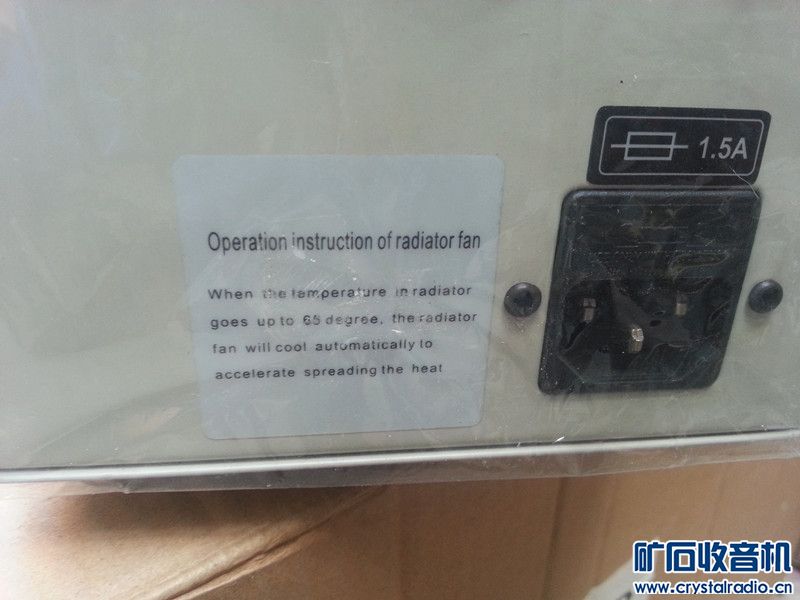 1.5A
Operation instruction of radiator fan
When the temperature in radiator
goes up to 65 degree, the radiator
fan will cool automatically to
accelerate spreading the heat
矿石收音机
www.crystalradio.cn